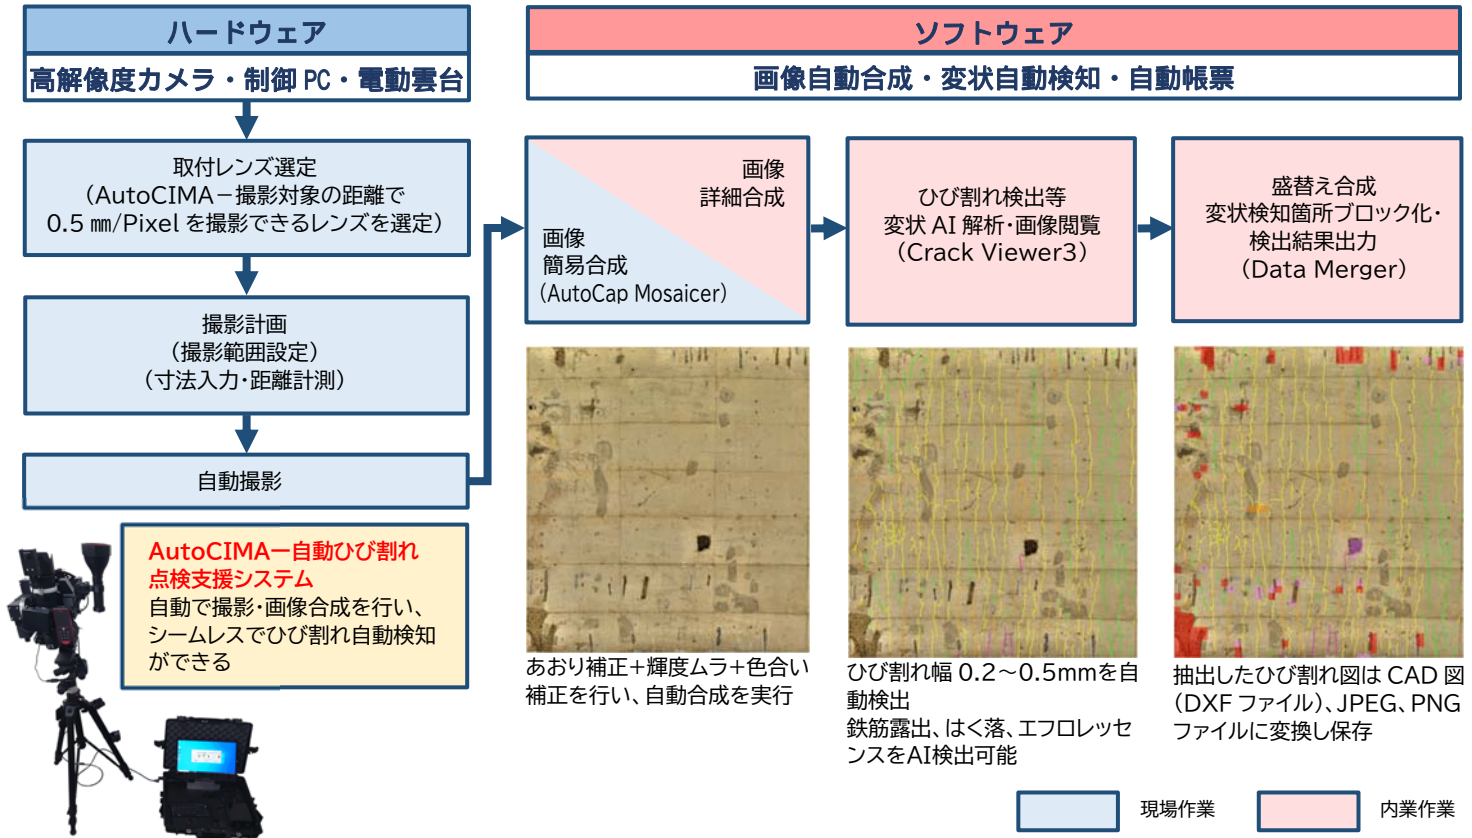 ハードウェア
高解像度カメラ・制御 PC・電動雲台
取付レンズ選定
（AutoCIMA－撮影対象の距離で
0.5 ㎜/Pixel を撮影できるレンズを選定）
撮影計画
（撮影範囲設定）
（寸法入力・距離計測）
自動撮影
AutoCIMAー自動ひび割れ
点検支援システム
自動で撮影・画像合成を行い、
シームレスでひび割れ自動検知
ができる
ソフトウェア
画像自動合成・変状自動検知・自動帳票
画像
詳細合成
画像
簡易合成
（AutoCap Mosaicer）
ひび割れ検出等
変状 AI 解析・画像閲覧
（Crack Viewer3）
盛替え合成
変状検知箇所ブロック化・
検出結果出力
（Data Merger）
あおり補正＋輝度ムラ＋色合い
補正を行い、自動合成を実行
ひび割れ幅 0.2～0.5mmを自
動検出
鉄筋露出、はく落、エフロレッセ
ンスをAI検出可能
抽出したひび割れ図は CAD 図
（DXF ファイル）、JPEG、PNG
ファイルに変換し保存
現場作業
内業作業